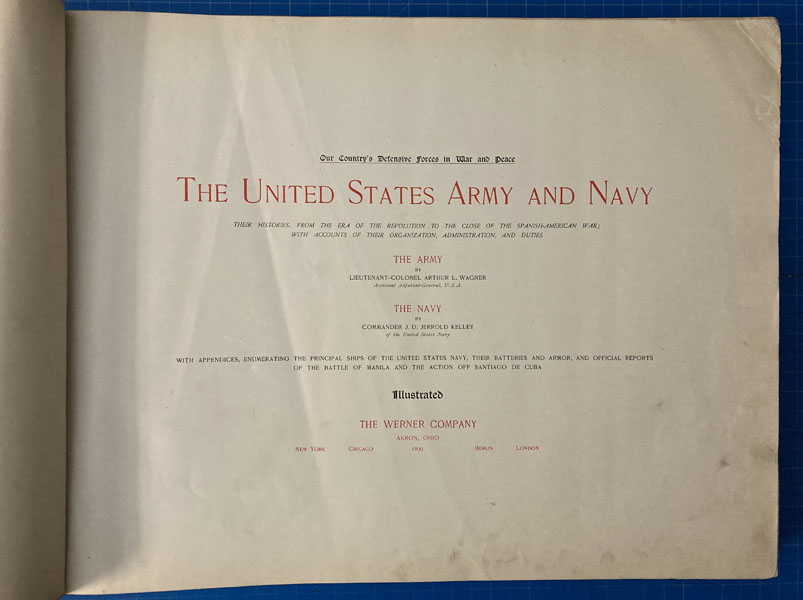 Our Country's Defensive Forces in War and Peace
THE UNITED STATES ARMY AND NAVY
THEIR HISTORIES, FROM THE ERA OF THE REVOLUTION TO THE CLOSE OF THE SPANISH-AMERICAN WAR;
WITH ACCOUNTS OF THEIR ORGANIZATION, ADMINISTRATION, AND DUTIES
THE ARMY
BY
LIEUTENANT-COLONEL ARTHUR L. WAGNER
Assistant Adjutant-General, U. S. A.
THE NAVY
BY
COMMANDER J. D. JERROLD KELLEY
of the United States Navy
WITH APPENDICES, ENUMERATING THE PRINCIPAL SHIPS OF THE UNITED STATES NAVY, THEIR BATTERIES AND ARMOR, AND OFFICIAL REPORTS
OF THE BATTLE OF MANILA AND THE ACTION OFF SANTIAGO DE CUBA
Illustrated
THE WERNER COMPANY
AKRON, OHIO
NEW YORK CHICAGO 1899 BERLIN LONDON